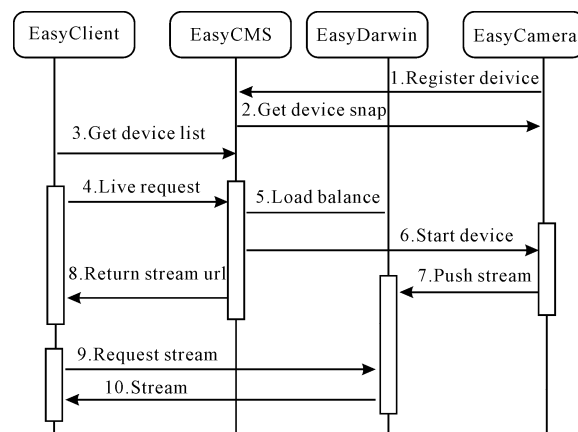 EasyClient
EasyCMS
EasyDarwin
EasyCamera
1.Register deivice
2.Get device snap
3.Get device list
4.Live request
5.Load balance
6.Start device
7.Push stream
8.Return stream url
9.Request stream
10.Stream